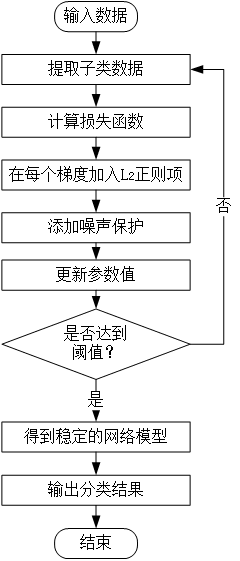 输入数据
提取子类数据
计算损失函数
在每个梯度加入L2正则项
添加噪声保护
更新参数值
是否达到
阈值？
否
是
得到稳定的网络模型
输出分类结果
结束